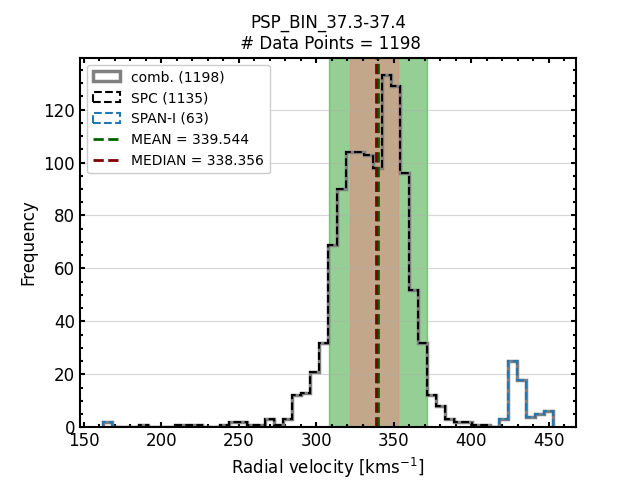 PSP_BIN_37.3-37.4
# Data Points = 1198
comb. (1198)
SPC (1135)
SPAN-I (63)
MEAN = 339.544
MEDIAN = 338.356
Frequency
120
100
80
60
40
20
0
150 200 250 300 350 400 450
Radial velocity [kms⁻¹]